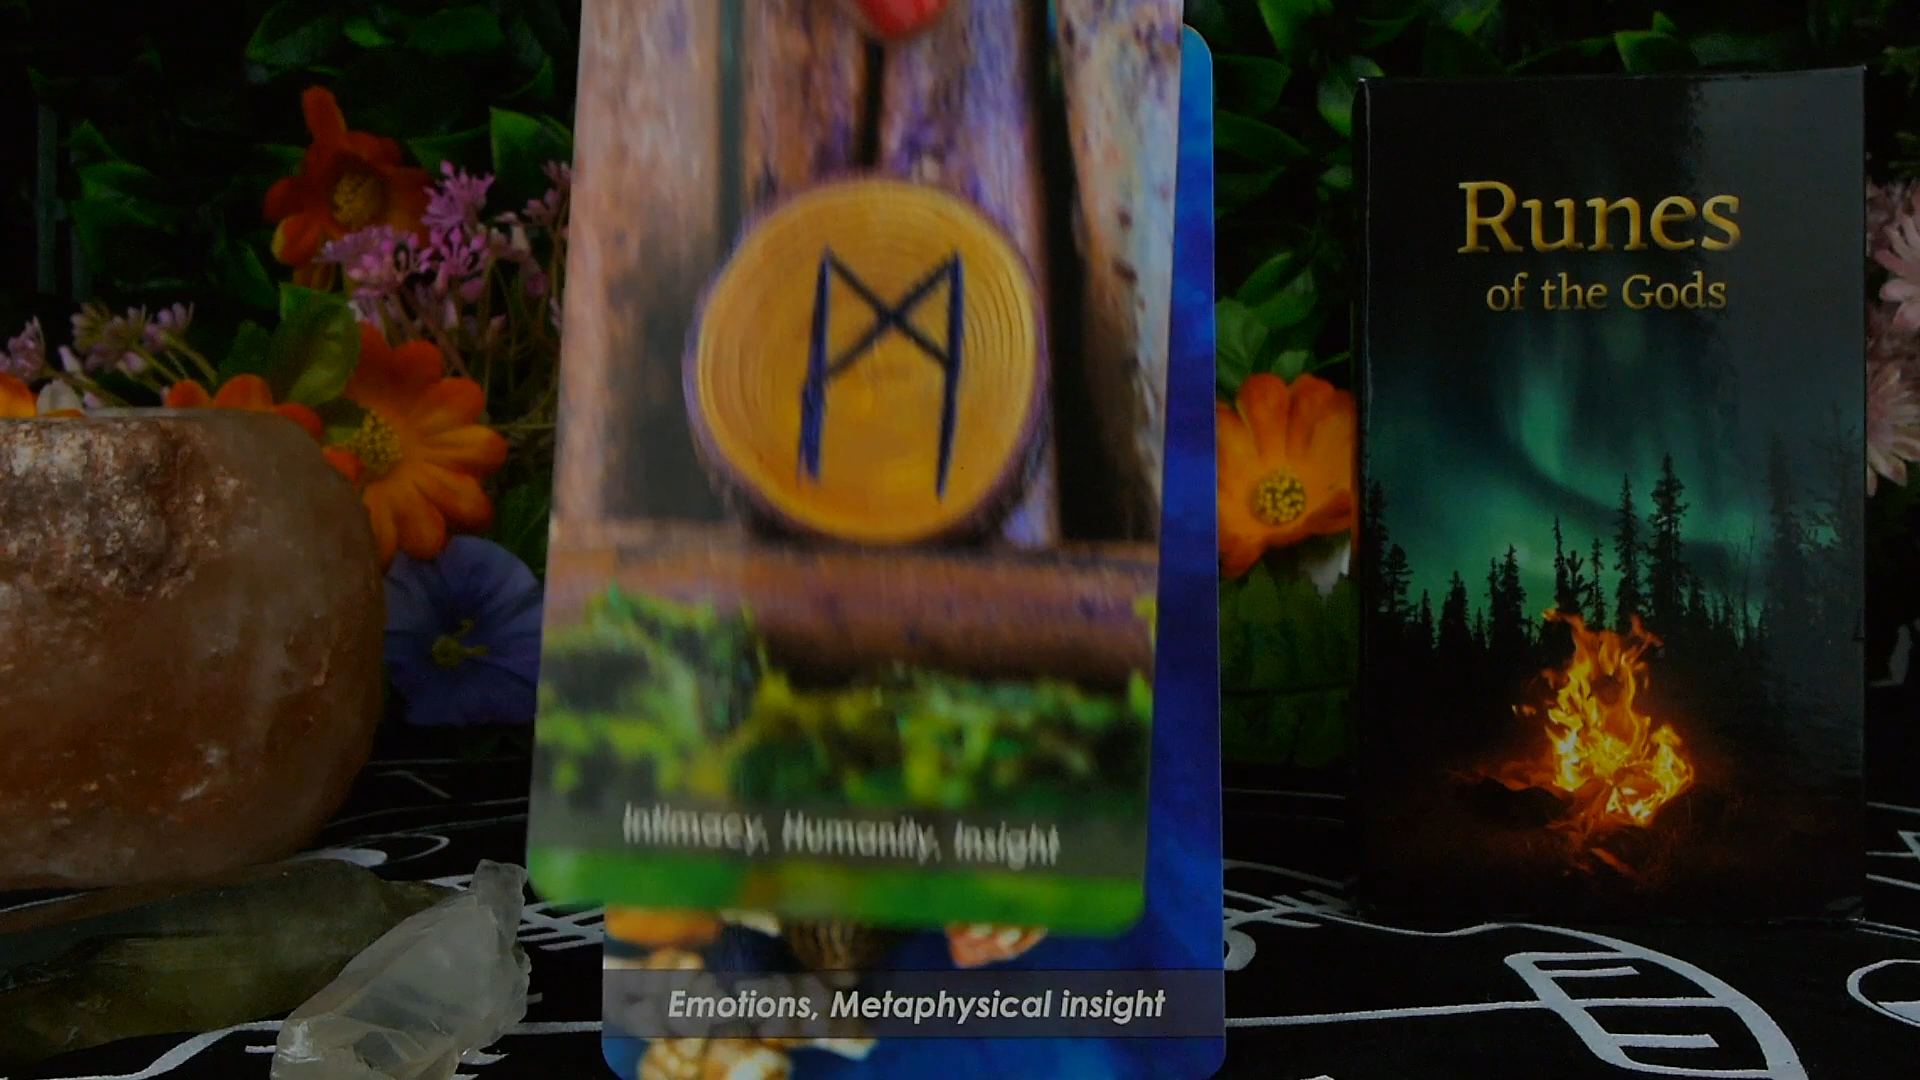 Intimacy, Humanity, Insight
Emotions, Metaphysical insight
Runes
of the Gods